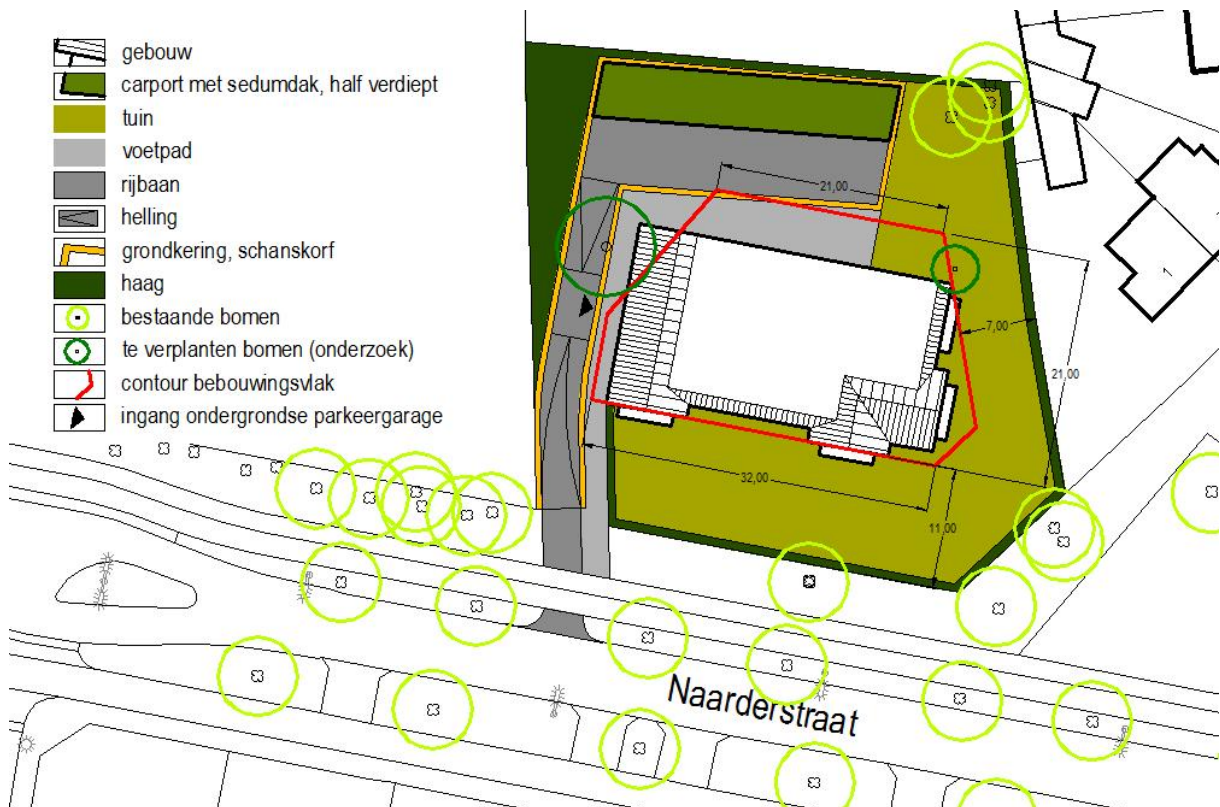 gebouw
carport met sedumdak, half verdiept
tuin
voetpad
rijbaan
helling
grondkering, schanskorf
haag
bestaande bomen
te verplanten bomen (onderzoek)
contour bebouwingsvlak
ingang ondergrondse parkeergarage
21,00
7,00
21,00
32,00
11,00
1
Naarderstraat